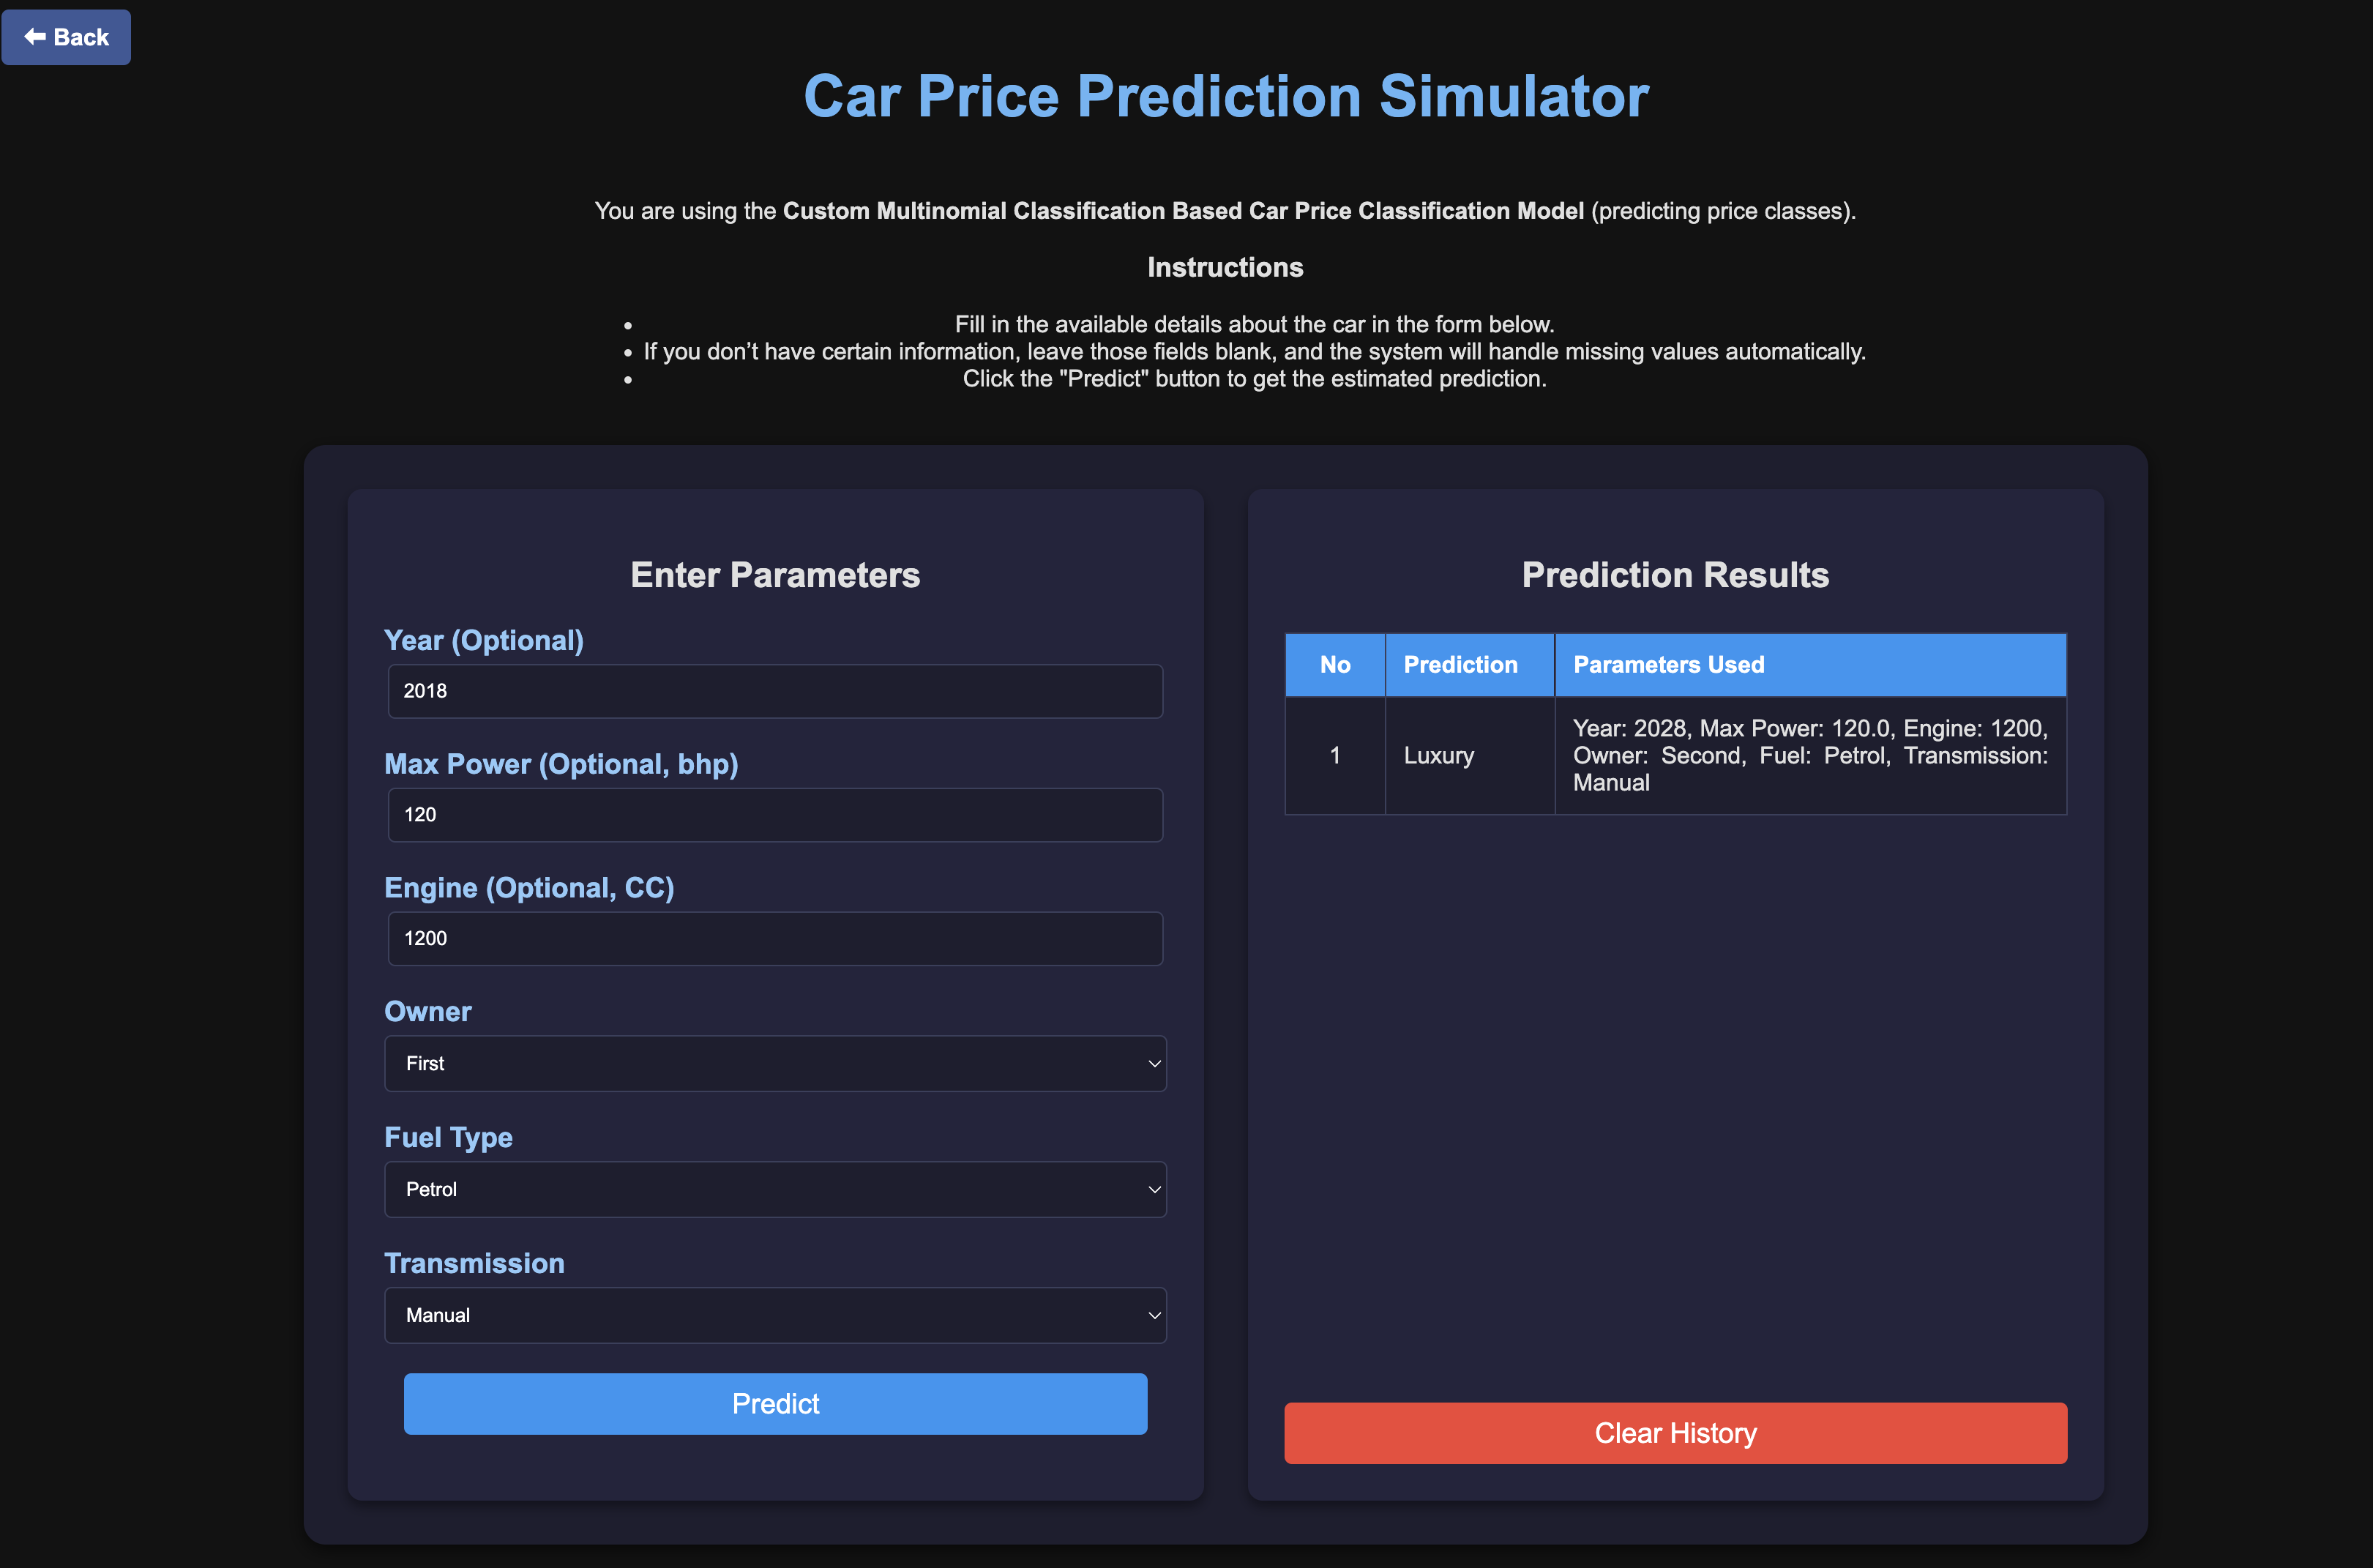 ⬅ Back
Car Price Prediction Simulator
You are using the Custom Multinomial Classification Based Car Price Classification Model (predicting price classes).
Instructions
• Fill in the available details about the car in the form below.
• If you don’t have certain information, leave those fields blank, and the system will handle missing values automatically.
• Click the "Predict" button to get the estimated prediction.
Enter Parameters
Year (Optional)
2018
Max Power (Optional, bhp)
120
Engine (Optional, CC)
1200
Owner
First
Fuel Type
Petrol
Transmission
Manual
Predict
Prediction Results
No Prediction Parameters Used
1 Luxury Year: 2028, Max Power: 120.0, Engine: 1200,
Owner: Second, Fuel: Petrol, Transmission:
Manual
Clear History